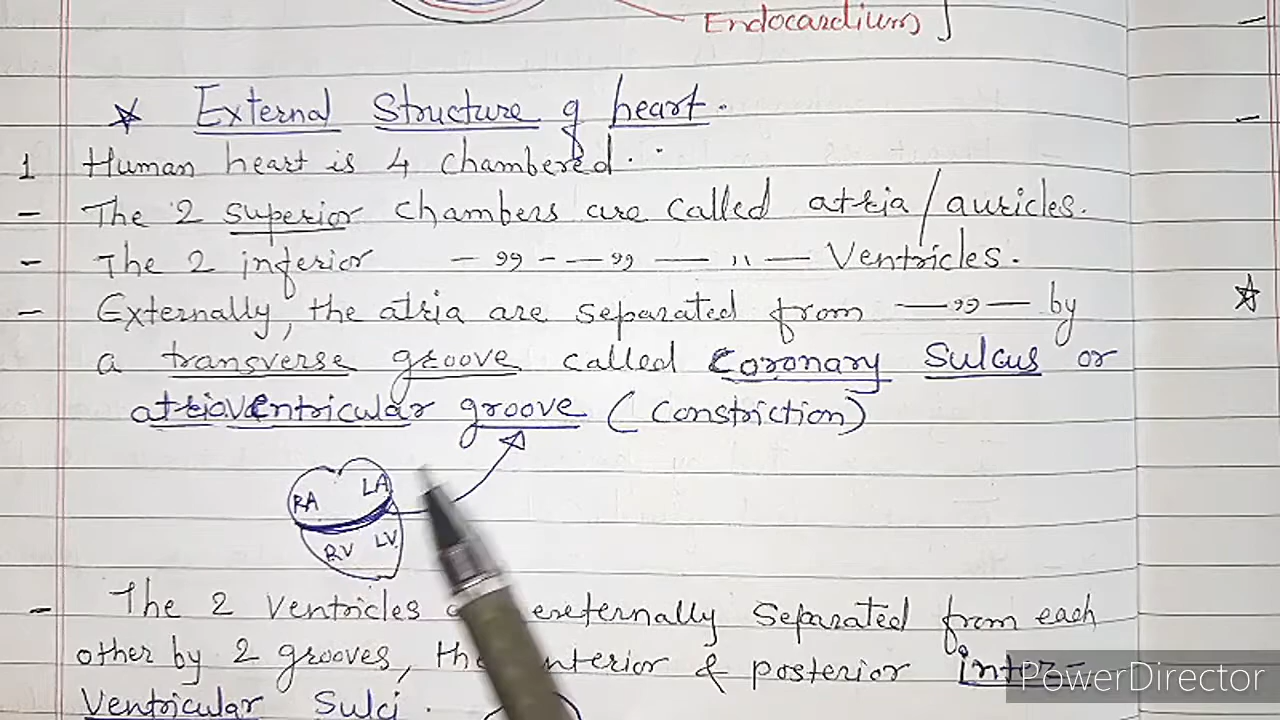 Endocardium]
☆ External Structure of heart.
1 Human heart is 4 chambered.
- The 2 superior chambers are called atria/auricles.
- The 2 inferior — 〃 - — 〃 — 〃 — Ventricles.
- Externally, the atria are separated from — 〃 — by
a transverse groove called Coronary Sulcus or
atrioventricular groove (Constriction)
RA LA
RV LV
- The 2 ventricles externally separated from each
other by 2 grooves, the & posterior inter-
Ventricular Sulci.
PowerDirector